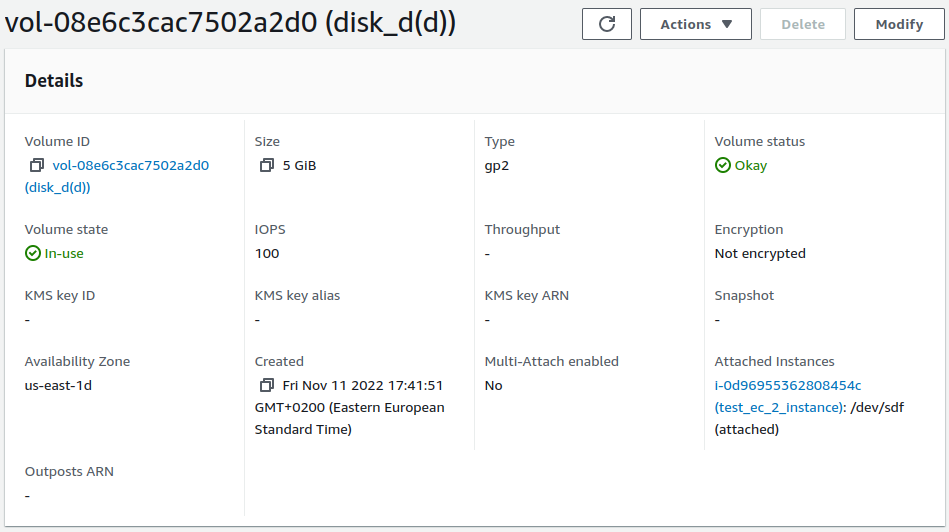 vol-08e6c3cac7502a2d0 (disk_d(d))
Actions
Delete
Modify
Details
Volume ID
vol-08e6c3cac7502a2d0
(disk_d(d))
Size
5 GiB
Type
gp2
Volume status
Okay
Volume state
In-use
IOPS
100
Throughput
-
Encryption
Not encrypted
KMS key ID
-
KMS key alias
-
KMS key ARN
-
Snapshot
-
Availability Zone
us-east-1d
Created
Fri Nov 11 2022 17:41:51
GMT+0200 (Eastern European
Standard Time)
Multi-Attach enabled
No
Attached Instances
i-0d96955362808454c
(test_ec_2_instance): /dev/sdf
(attached)
Outposts ARN
-